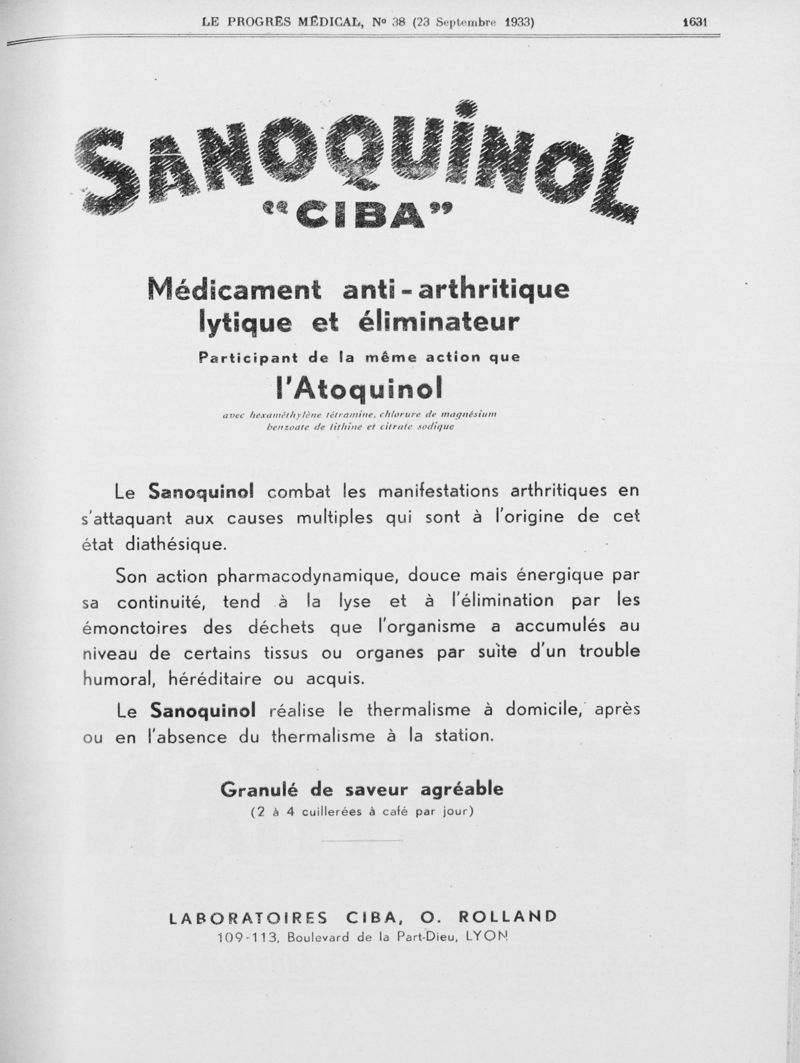 LE PROGRÈS MÉDICAL, Nº 38 (23 Septembre 1933) 1631
SANOQUINOL
"CIBA"
Médicament anti-arthritique
lytique et éliminateur
Participant de la même action que
l'Atoquinol
avec hexaméthylène tétramine, chlorure de magnésium
benzoate de lithine et citrate sodique
Le Sanoquinol combat les manifestations arthritiques en
s'attaquant aux causes multiples qui sont à l'origine de cet
état diathésique.
Son action pharmacodynamique, douce mais énergique par
sa continuité, tend à la lyse et à l'élimination par les
émonctoires des déchets que l'organisme a accumulés au
niveau de certains tissus ou organes par suite d'un trouble
humoral, héréditaire ou acquis.
Le Sanoquinol réalise le thermalisme à domicile, après
ou en l'absence du thermalisme à la station.
Granulé de saveur agréable
(2 à 4 cuillerées à café par jour)
LABORATOIRES CIBA, O. ROLLAND
109-113, Boulevard de la Part-Dieu, LYON